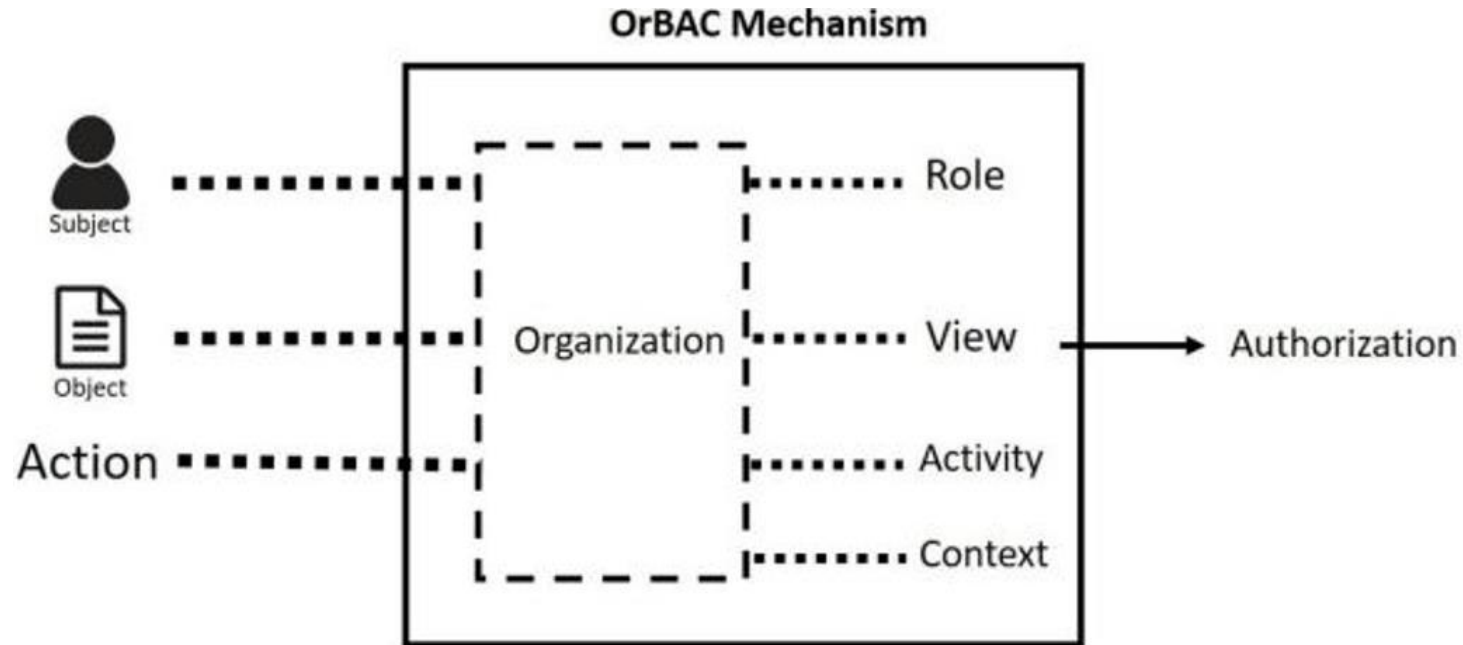 OrBAC Mechanism
Subject
Role
Object
Organization
View
Authorization
Action
Activity
Context